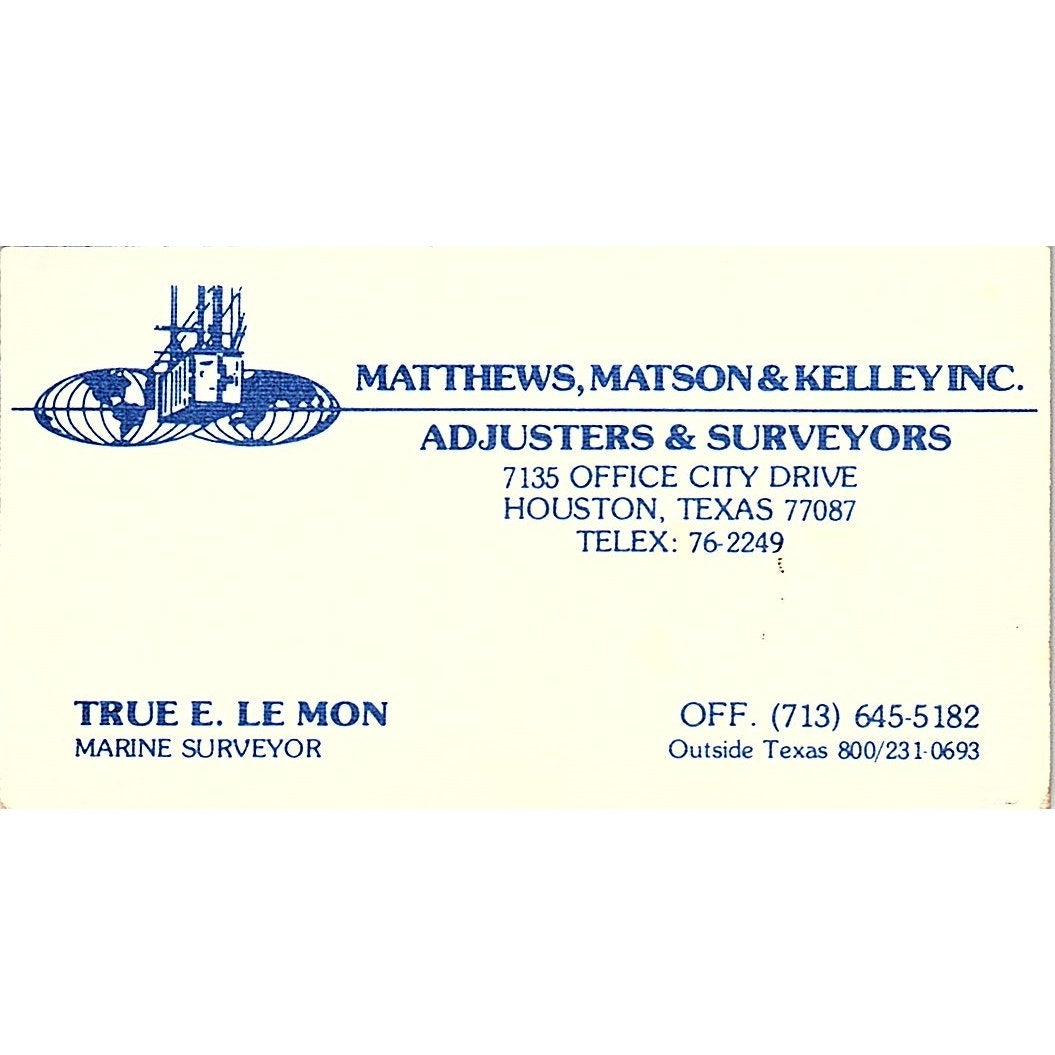 MATTHEWS, MATSON & KELLEY INC.
ADJUSTERS & SURVEYORS
7135 OFFICE CITY DRIVE
HOUSTON, TEXAS 77087
TELEX: 76-2249
TRUE E. LE MON
MARINE SURVEYOR
OFF. (713) 645-5182
Outside Texas 800/231-0693